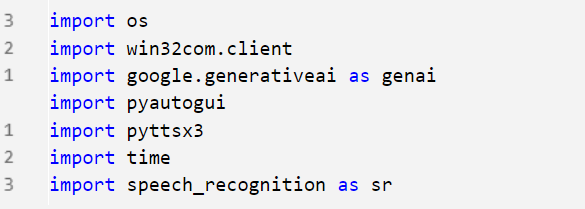 3 import os
2 import win32com.client
1 import google.generativeai as genai
import pyautogui
1 import pyttsx3
2 import time
3 import speech_recognition as sr